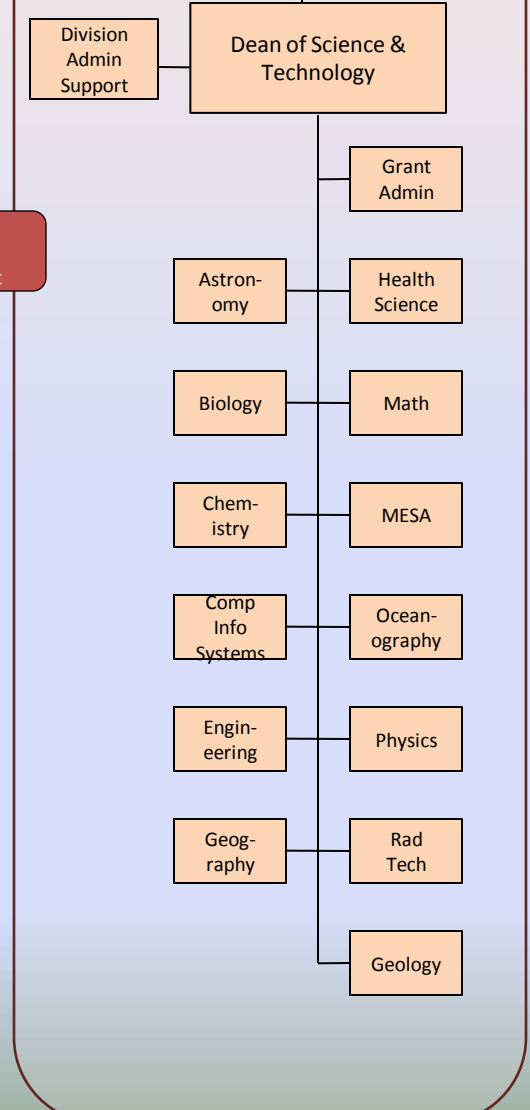 Division
Admin
Support
Dean of Science &
Technology
Grant
Admin
t
Astron-
omy
Health
Science
Biology
Math
Chem-
istry
MESA
Comp
Info
Systems
Ocean-
ography
Engin-
eering
Physics
Geog-
raphy
Rad
Tech
Geology